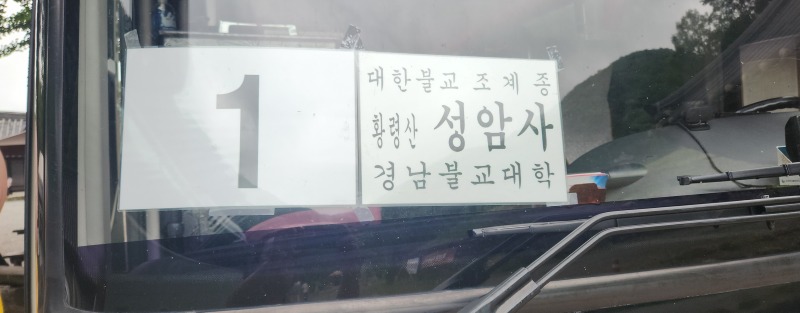 1
대한불교조계종
황령산 성암사
경남불교대학